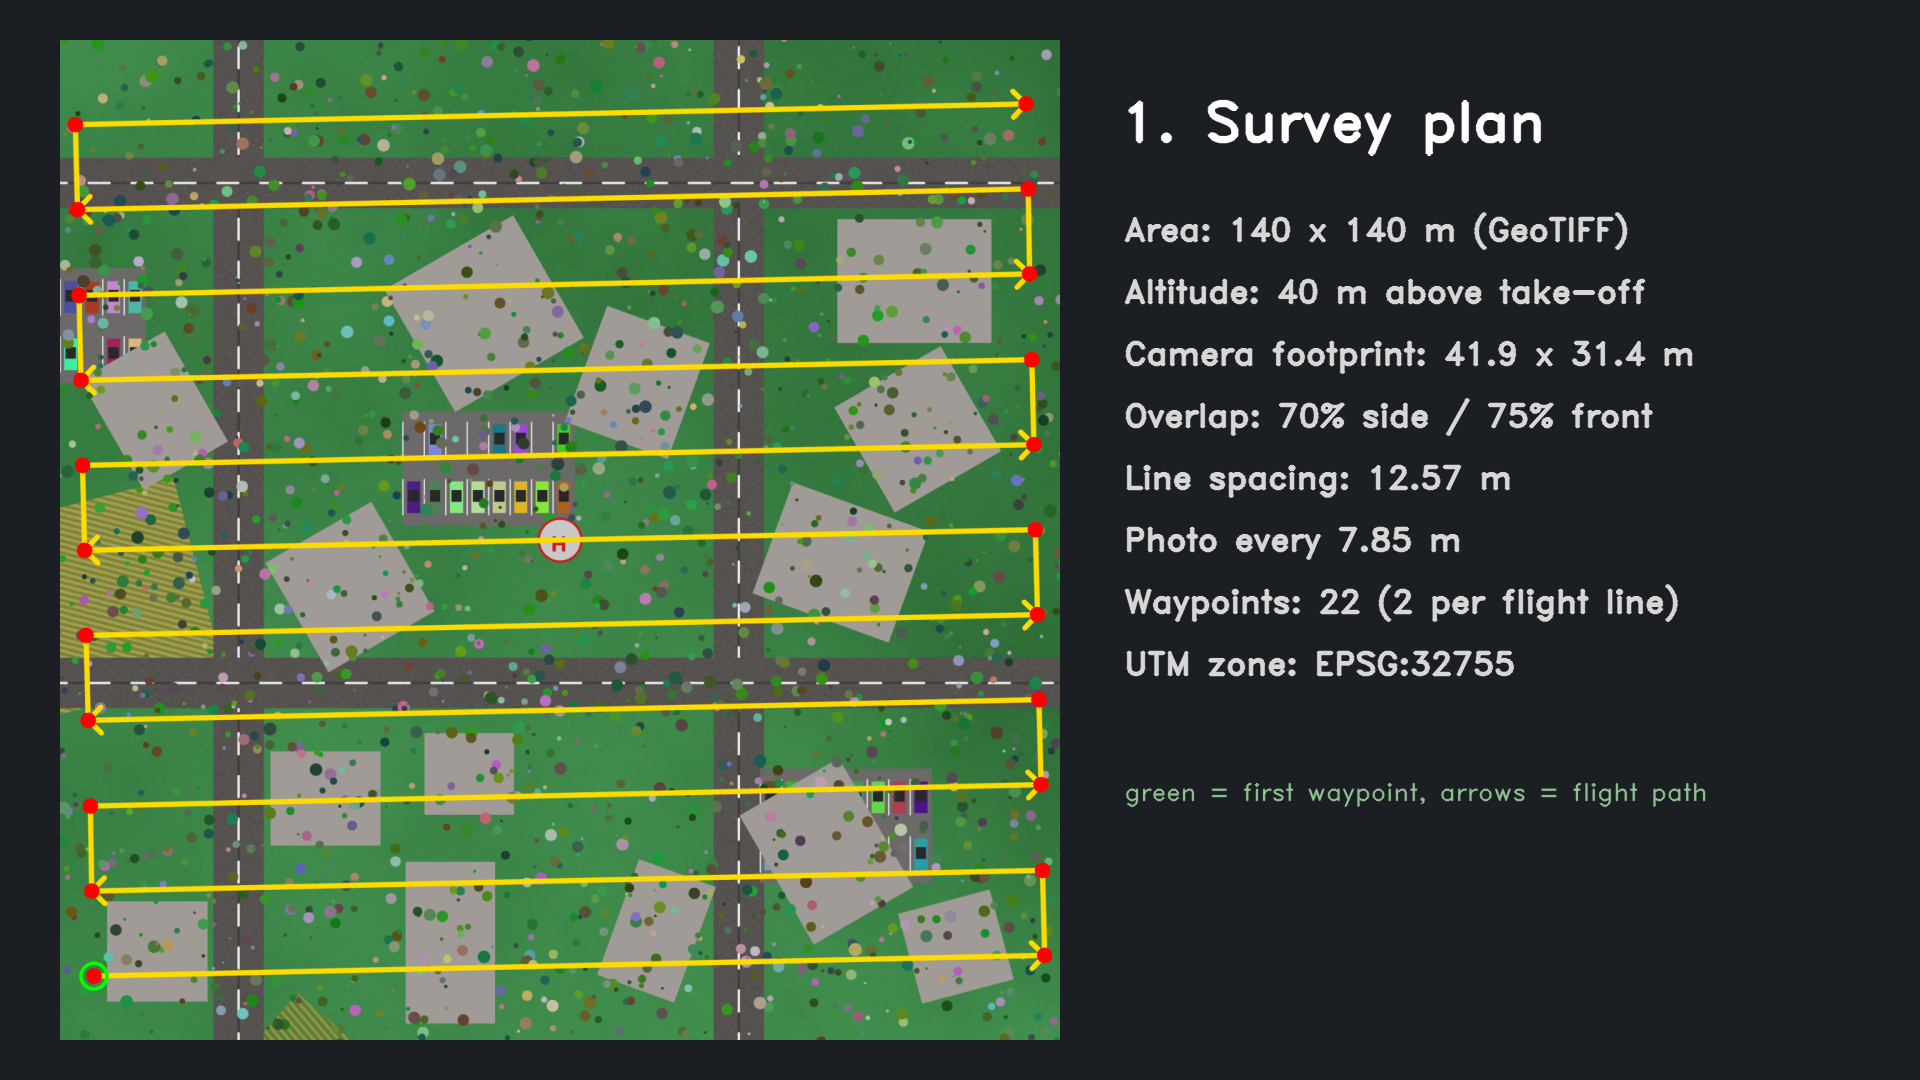 1. Survey plan
Area: 140 x 140 m (GeoTIFF)
Altitude: 40 m above take-off
Camera footprint: 41.9 x 31.4 m
Overlap: 70% side / 75% front
Line spacing: 12.57 m
Photo every 7.85 m
Waypoints: 22 (2 per flight line)
UTM zone: EPSG:32755
H
green = first waypoint, arrows = flight path